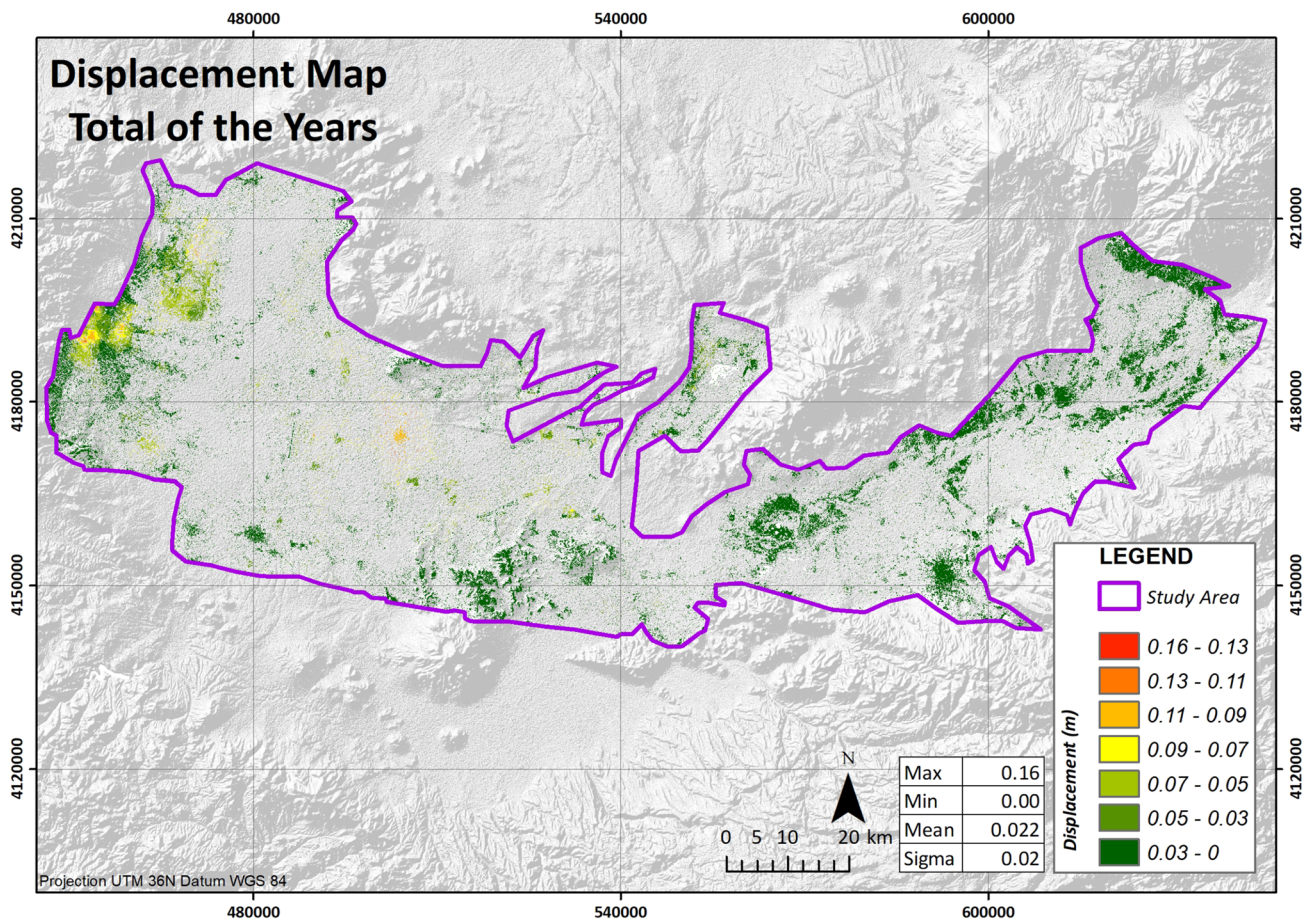 480000 540000 600000
Displacement Map
Total of the Years
4210000 4210000
4180000 4180000
4150000 4150000
4120000 4120000
LEGEND
Study Area
Displacement (m)
0.16 - 0.13
0.13 - 0.11
0.11 - 0.09
0.09 - 0.07
0.07 - 0.05
0.05 - 0.03
0.03 - 0
N
0 5 10 20 km
Max 0.16
Min 0.00
Mean 0.022
Sigma 0.02
Projection UTM 36N Datum WGS 84
480000 540000 600000